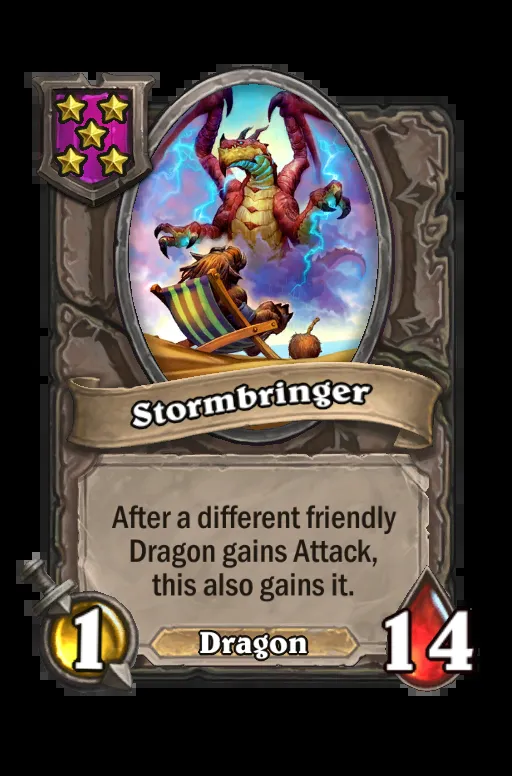 Stormbringer
After a different friendly
Dragon gains Attack,
this also gains it.
1
Dragon
14